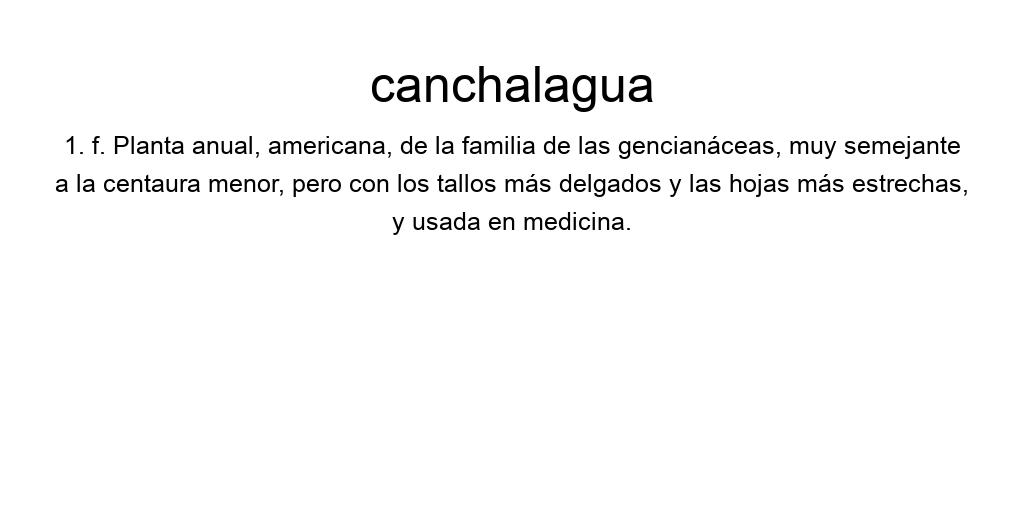 canchalagua
1. f. Planta anual, americana, de la familia de las gencianáceas, muy semejante
a la centaura menor, pero con los tallos más delgados y las hojas más estrechas,
y usada en medicina.